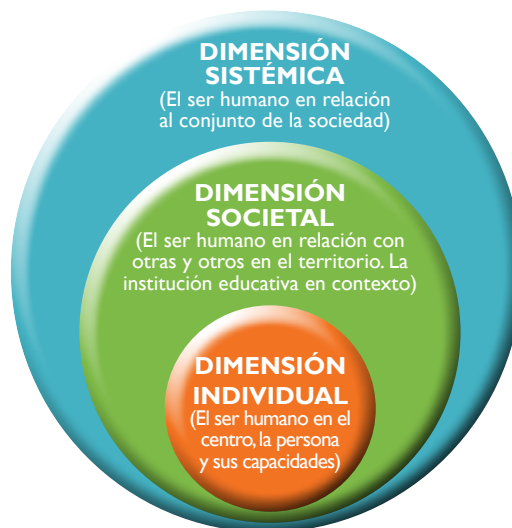 DIMENSIÓN
SISTÉMICA
(El ser humano en relación
al conjunto de la sociedad)
DIMENSIÓN
SOCIETAL
(El ser humano en relación con
otras y otros en el territorio. La
institución educativa en contexto)
DIMENSIÓN
INDIVIDUAL
(El ser humano en el
centro, la persona
y sus capacidades)